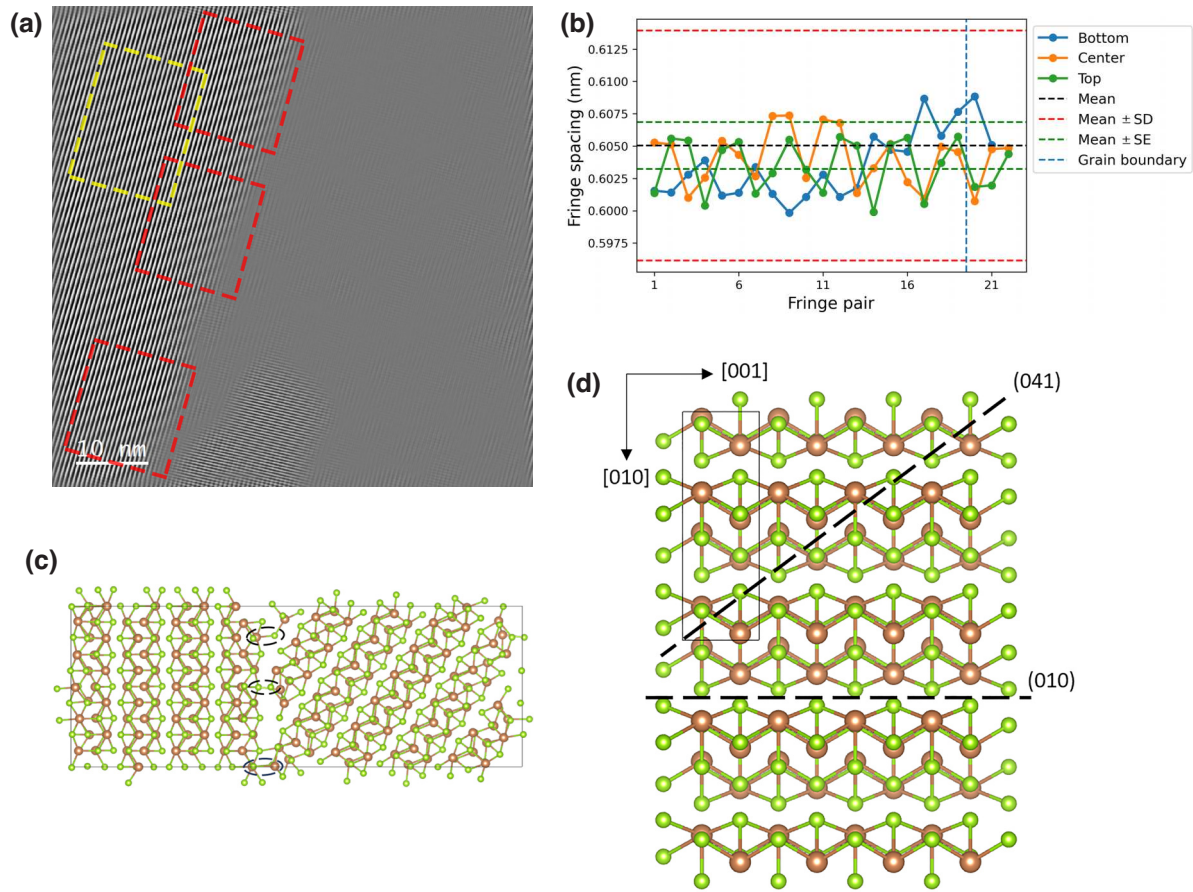 (a)
10 nm
(b)
Fringe spacing (nm)
0.6125
0.6100
0.6075
0.6050
0.6025
0.6000
0.5975
1
6
11
16
21
Fringe pair
Bottom
Center
Top
Mean
Mean ± SD
Mean ± SE
Grain boundary
(c)
(d)
[001]
[010]
(041)
(010)